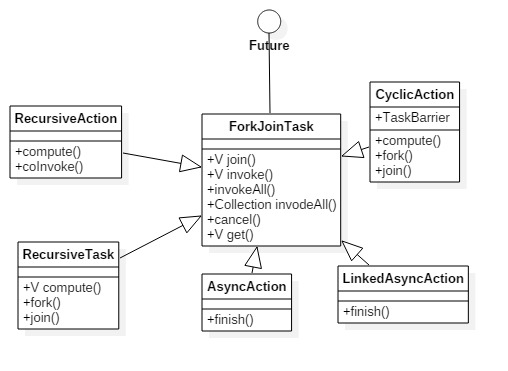 Future
RecursiveAction
+compute()
+coInvoke()
ForkJoinTask
+V join()
+V invoke()
+invokeAll()
+Collection invodeAll()
+cancel()
+V get()
CyclicAction
+TaskBarrier
+compute()
+fork()
+join()
RecursiveTask
+V compute()
+fork()
+join()
AsyncAction
+finish()
LinkedAsyncAction
+finish()